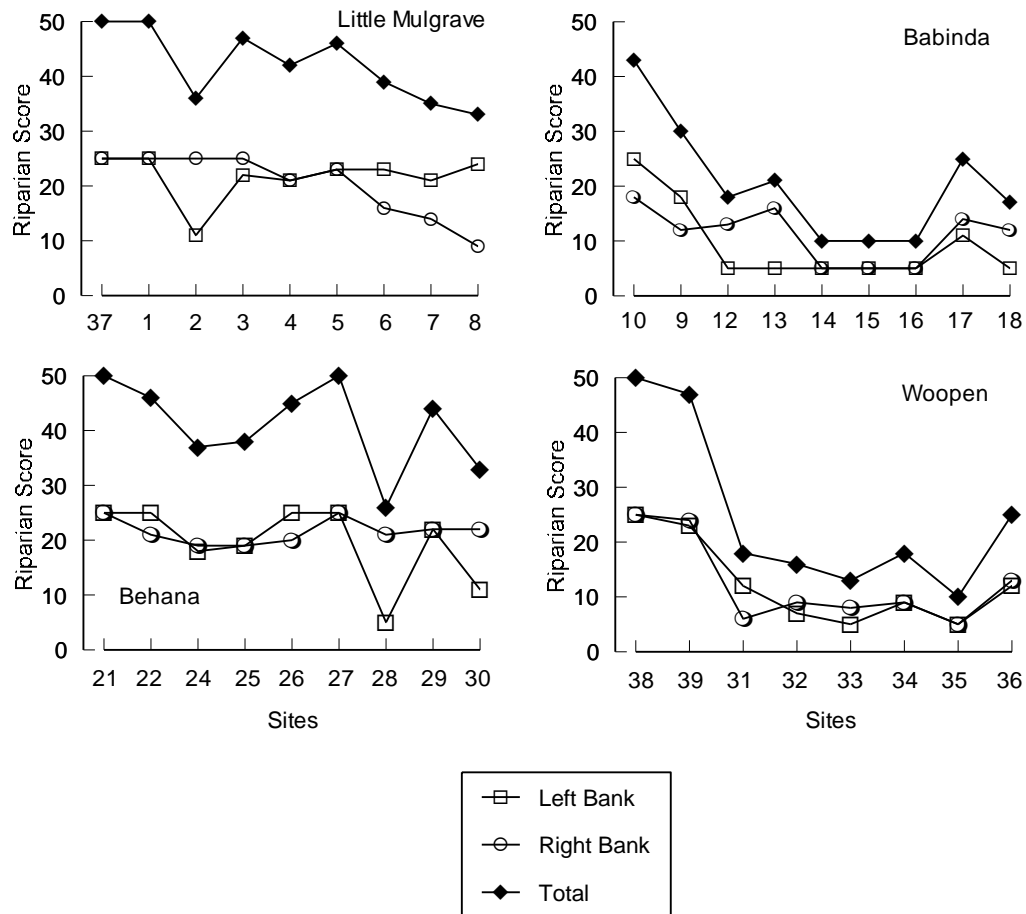 Little Mulgrave
50
40
30
20
10
0
Riparian Score
37 1 2 3 4 5 6 7 8
Babinda
50
40
30
20
10
0
Riparian Score
10 9 12 13 14 15 16 17 18
Behana
50
40
30
20
10
0
Riparian Score
21 22 24 25 26 27 28 29 30
Sites
Woopen
50
40
30
20
10
0
Riparian Score
38 39 31 32 33 34 35 36
Sites
Left Bank
Right Bank
Total